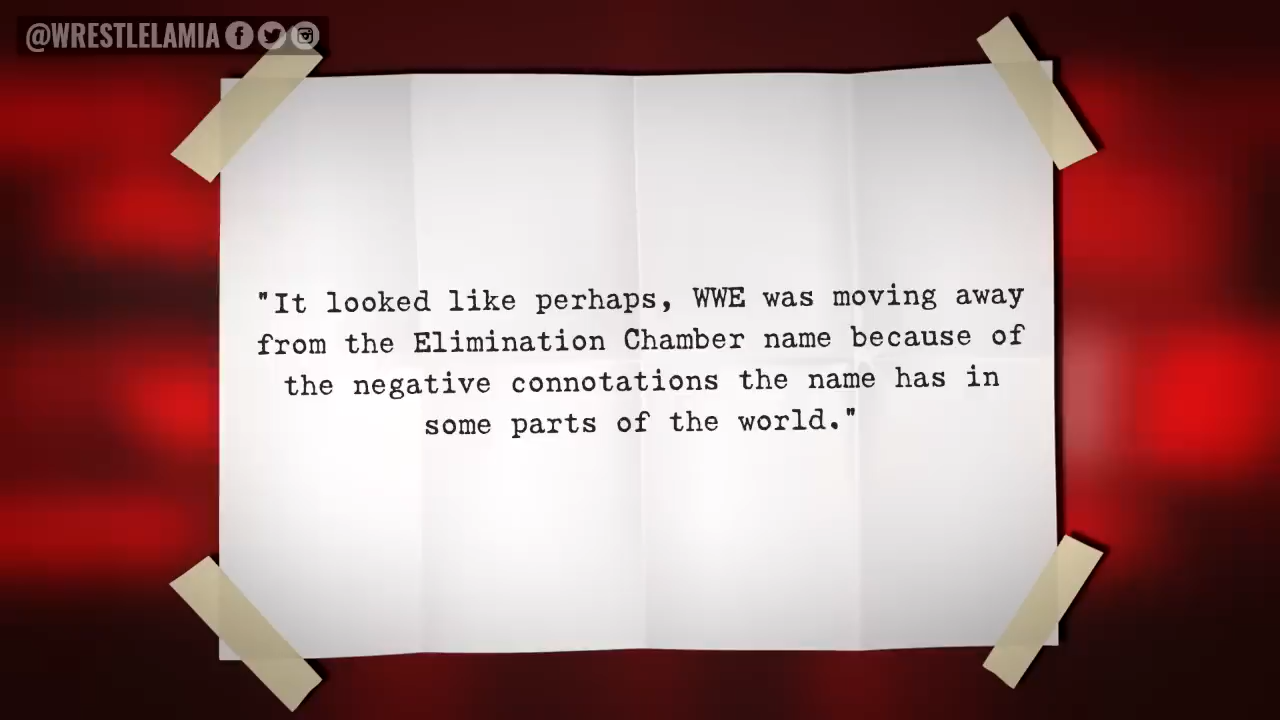 @WRESTLELAMIA
"It looked like perhaps, WWE was moving away
from the Elimination Chamber name because of
the negative connotations the name has in
some parts of the world."